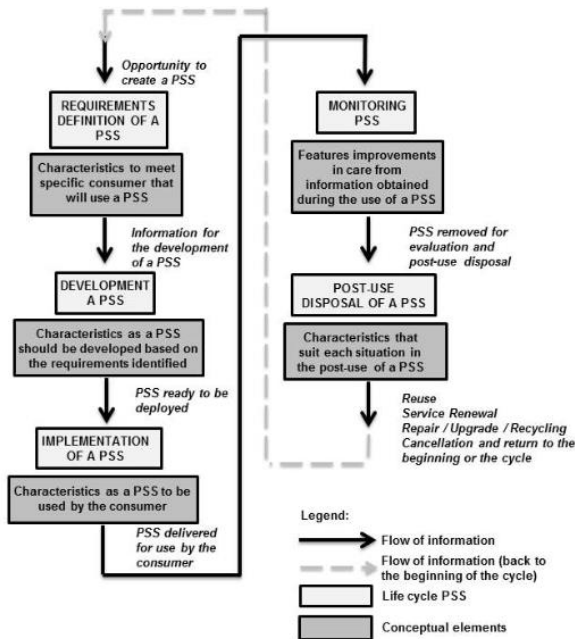 Opportunity to
create a PSS
REQUIREMENTS
DEFINITION OF A
PSS
Characteristics to meet
specific consumer that
will use a PSS
Information for
the development
of a PSS
DEVELOPMENT
A PSS
Characteristics as a PSS
should be developed based on
the requirements identified
PSS ready to be
deployed
IMPLEMENTATION
OF A PSS
Characteristics as a PSS to be
used by the consumer
PSS delivered
for use by the
consumer
MONITORING
PSS
Features improvements
in care from
information obtained
during the use of a PSS
PSS removed for
evaluation and
post-use disposal
POST-USE
DISPOSAL OF A PSS
Characteristics that
suit each situation in
the post-use of a PSS
Reuse
Service Renewal
Repair / Upgrade / Recycling
Cancellation and return to the
beginning or the cycle
Legend:
Flow of information
Flow of information (back to
the beginning of the cycle)
Life cycle PSS
Conceptual elements